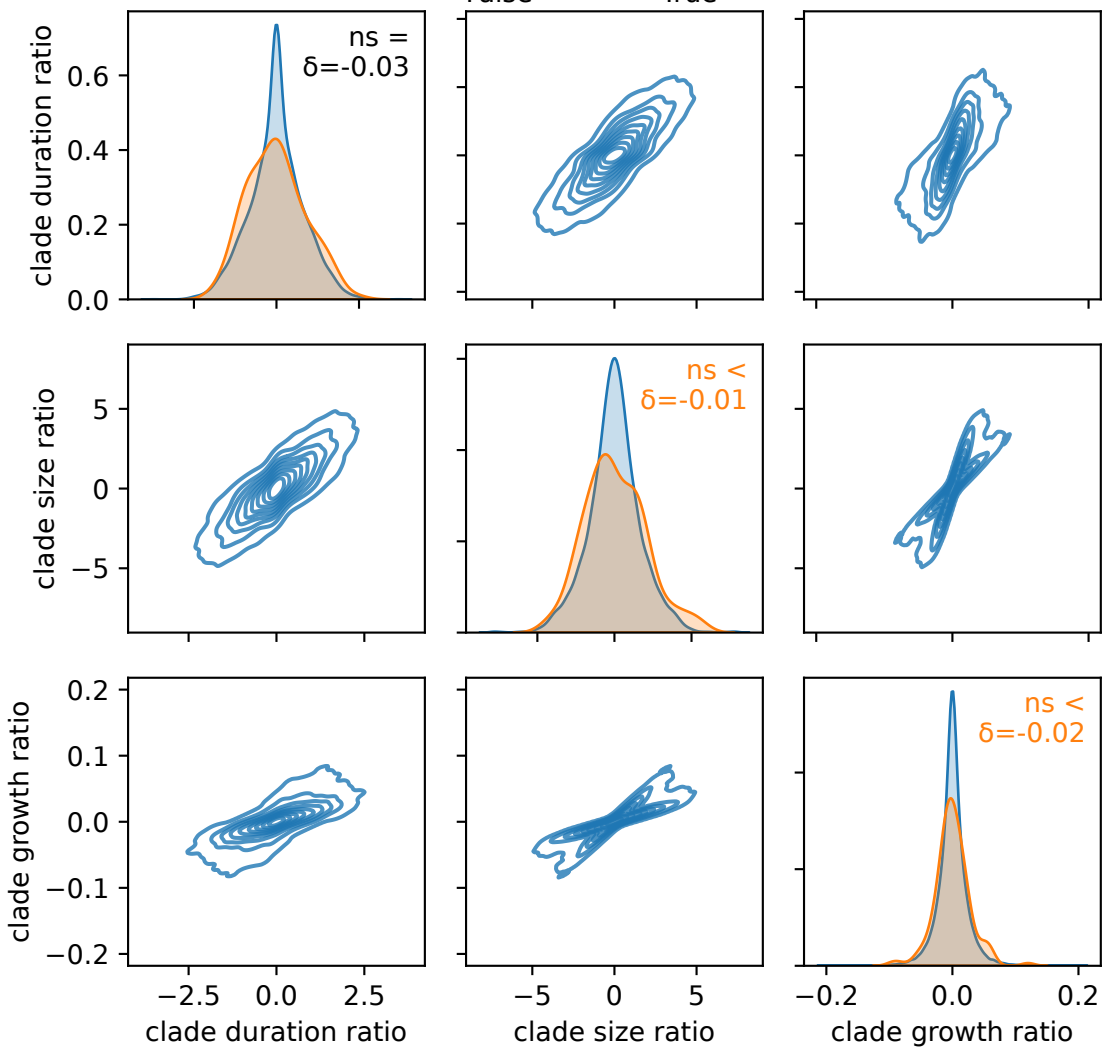 clade duration ratio
0.6
0.4
0.2
0.0
ns =
δ=-0.03
clade size ratio
5
0
−5
ns <
δ=-0.01
clade growth ratio
0.2
0.1
0.0
−0.1
−0.2
ns <
δ=-0.02
−2.5
0.0
2.5
−5
0
5
−0.2
0.0
0.2
clade duration ratio
clade size ratio
clade growth ratio